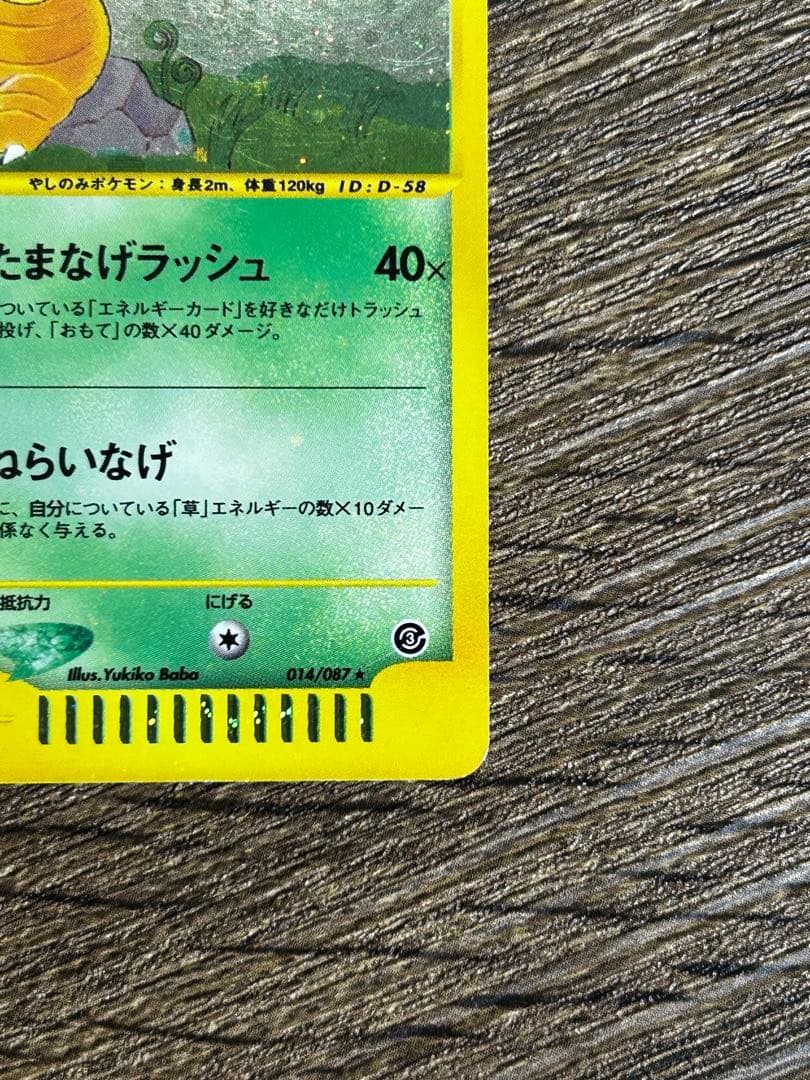 やしのみポケモン：身長2m、体重120kg ID：D-58
たまなげラッシュ 40×
ついている「エネルギーカード」を好きなだけトラッシュ
投げ、「おもて」の数×40ダメージ。
ねらいなげ
に、自分についている「草」エネルギーの数×10ダメー
係なく与える。
抵抗力 にげる
Illus.Yukiko Baba 014/087★
3